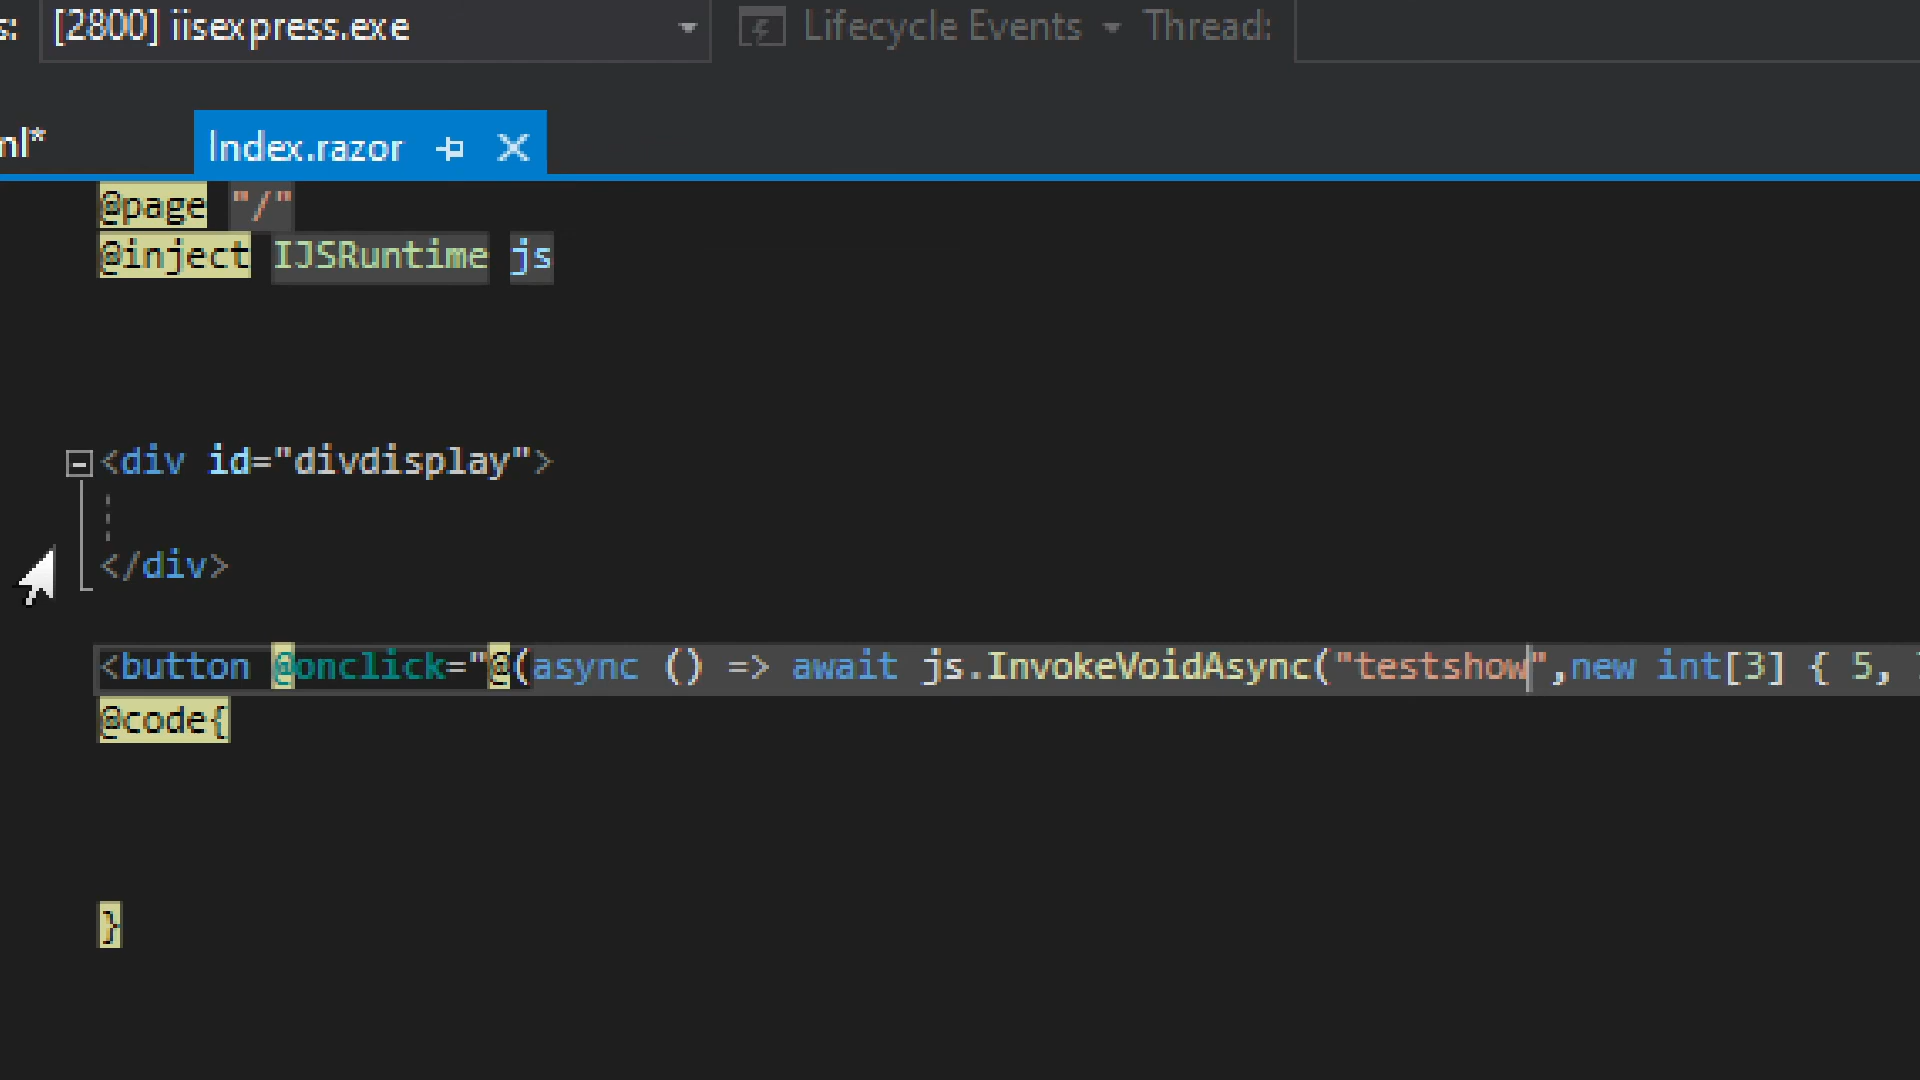 s: [2800] iisexpress.exe Lifecycle Events Thread:
nl* Index.razor
@page "/"
@inject IJSRuntime js
<div id="divdisplay">
</div>
<button @onclick="@(async () => await js.InvokeVoidAsync("testshow",new int[3] { 5,
@code{
}